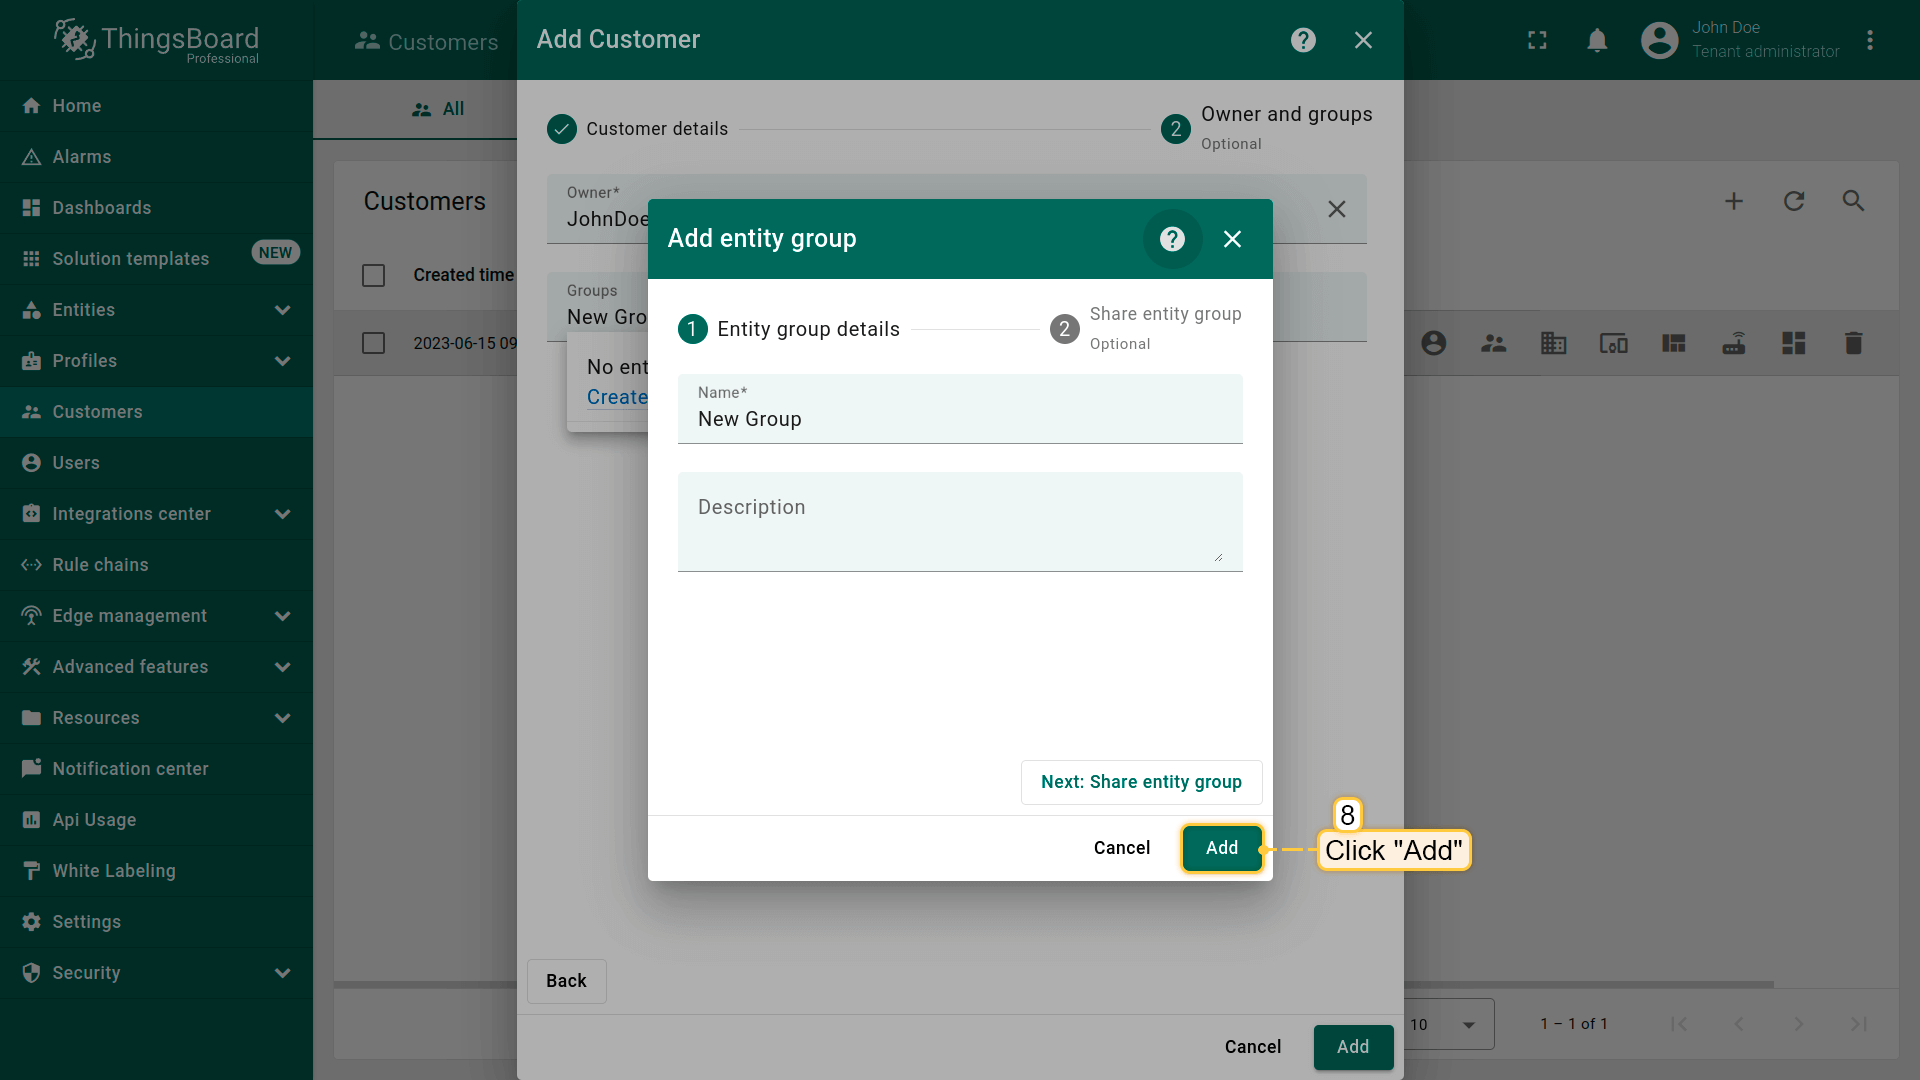 ThingsBoard
Professional
Home
Alarms
Dashboards
Solution templates
NEW
Entities
Profiles
Customers
Users
Integrations center
Rule chains
Edge management
Advanced features
Resources
Notification center
Api Usage
White Labeling
Settings
Security
Customers
John Doe
Tenant administrator
All
Customers
Created time
2023-06-15 09
10
1 – 1 of 1
Add Customer
Customer details
2
Owner and groups
Optional
Owner*
JohnDoe
Groups
New Gro
No ent
Create
Back
Cancel
Add
Add entity group
1
Entity group details
2
Share entity group
Optional
Name*
New Group
Description
Next: Share entity group
Cancel
Add
8
Click "Add"